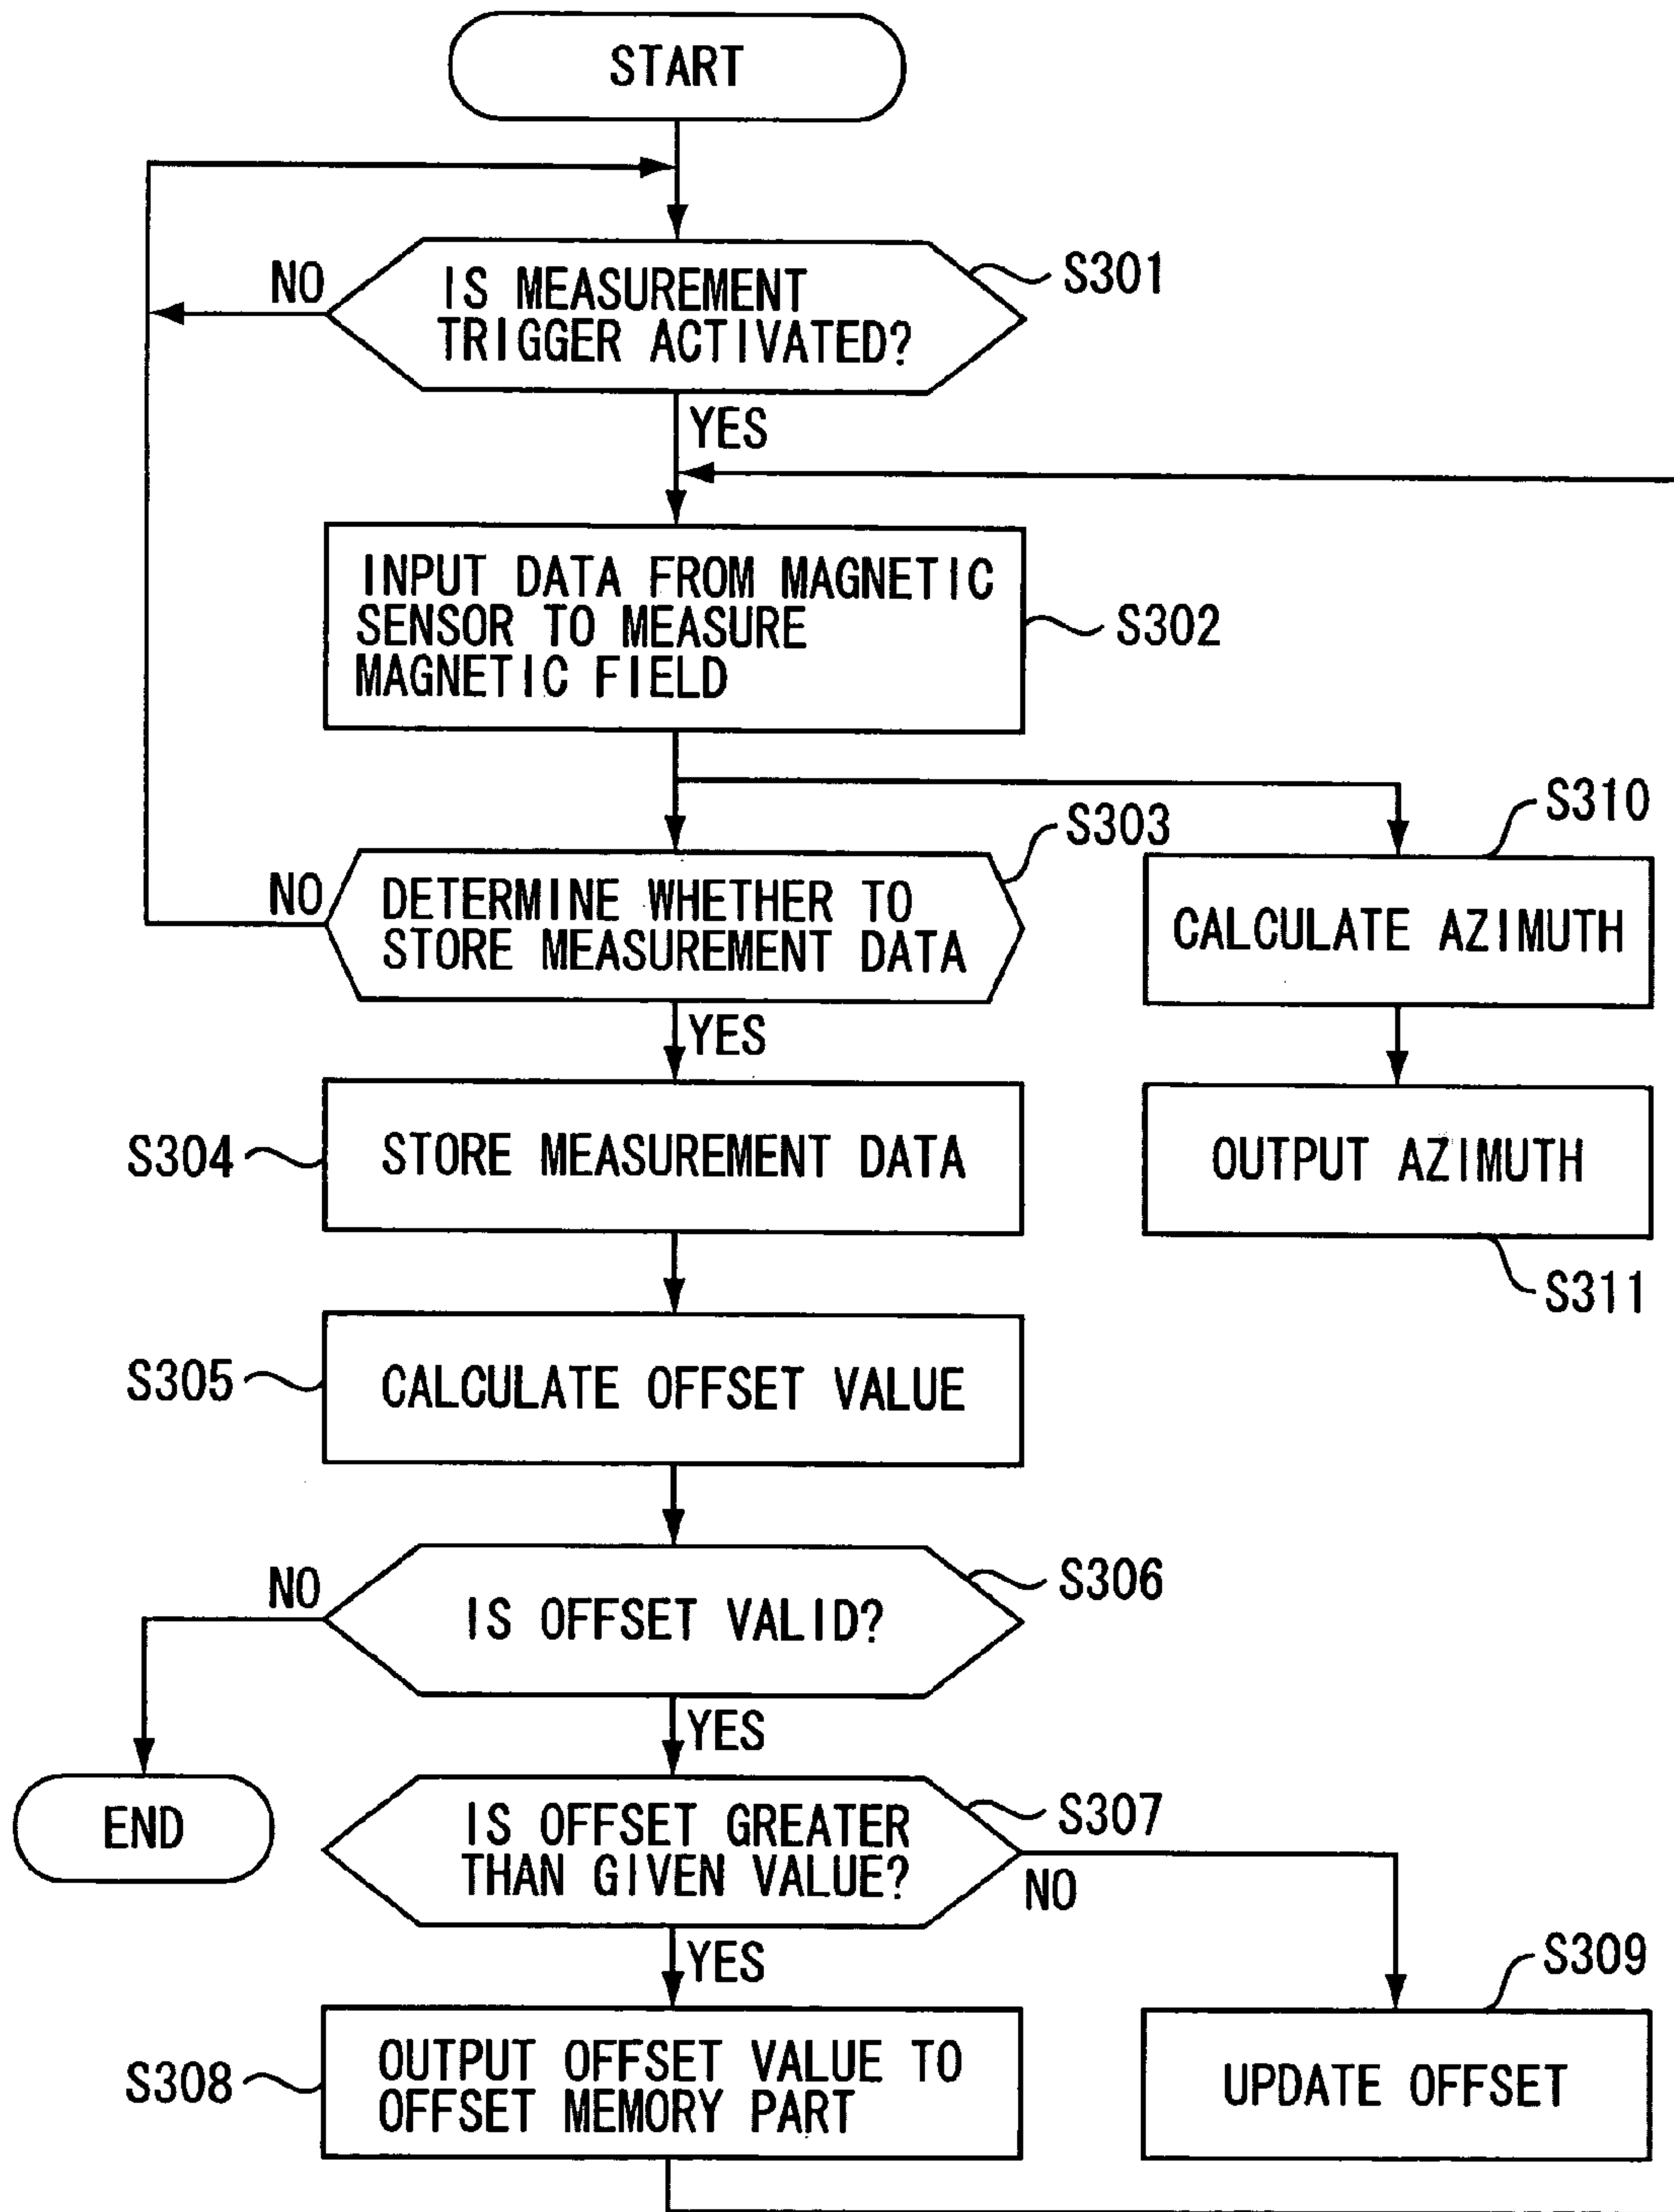 START
NO
IS MEASUREMENT
TRIGGER ACTIVATED?
S301
YES
INPUT DATA FROM MAGNETIC
SENSOR TO MEASURE
MAGNETIC FIELD
S302
S310
S303
NO
DETERMINE WHETHER TO
STORE MEASUREMENT DATA
CALCULATE AZIMUTH
YES
S304
STORE MEASUREMENT DATA
OUTPUT AZIMUTH
S311
S305
CALCULATE OFFSET VALUE
NO
IS OFFSET VALID?
S306
YES
END
IS OFFSET GREATER
THAN GIVEN VALUE?
S307
NO
YES
S309
S308
OUTPUT OFFSET VALUE TO
OFFSET MEMORY PART
UPDATE OFFSET